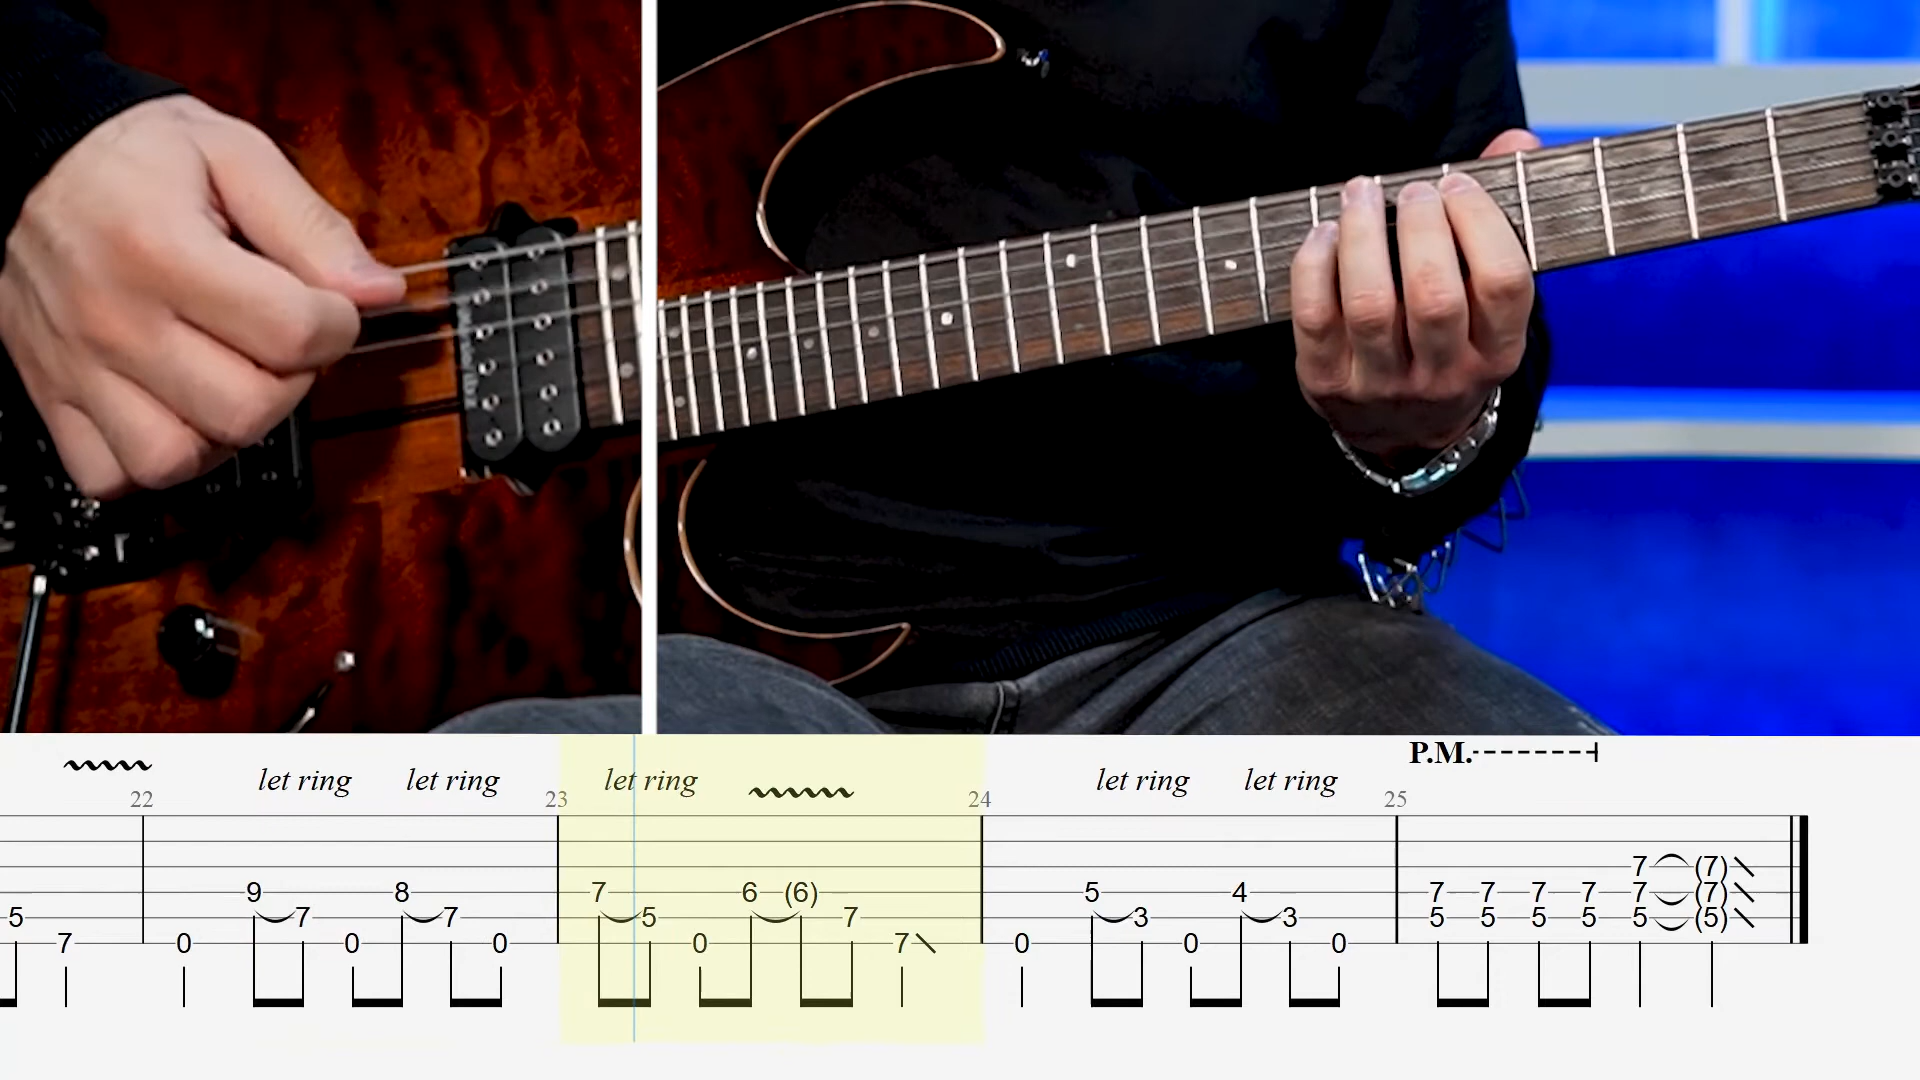 P.M.
let ring let ring let ring let ring let ring
22 23 24 25
7 (7)
9 8 7 6 (6) 5 4 7 7 7 7 7 (7)
5 7 7 5 7 3 3 5 5 5 5 5 (5)
7 0 0 0 0 7 0 0 0